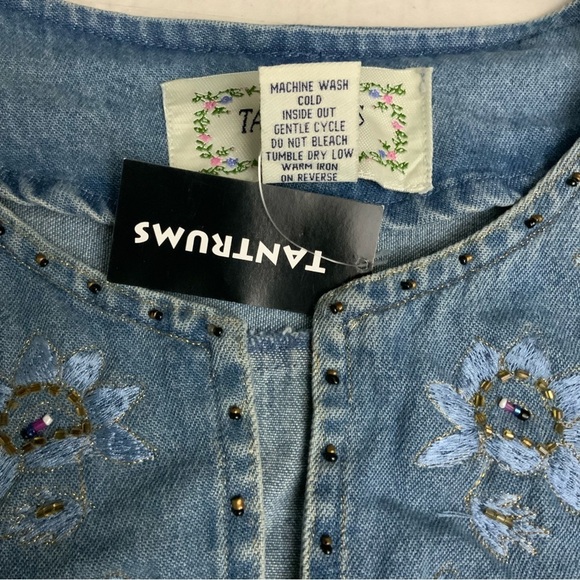 MACHINE WASH
COLD
INSIDE OUT
GENTLE CYCLE
DO NOT BLEACH
TUMBLE DRY LOW
WARM IRON
ON REVERSE
TANTRUMS